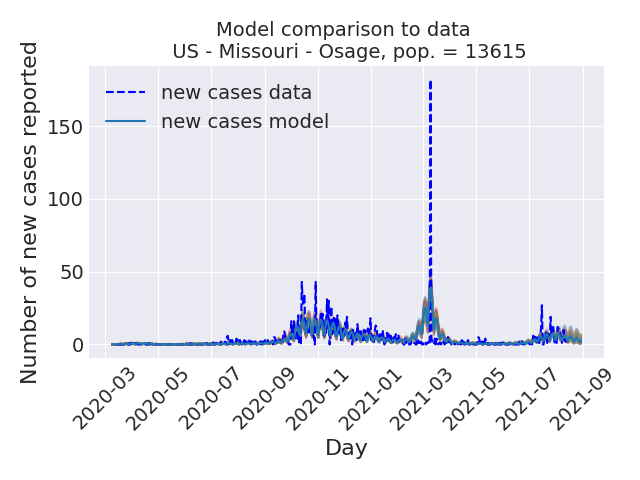 Model comparison to data
US - Missouri - Osage, pop. = 13615
new cases data
new cases model
Number of new cases reported
150
100
50
0
2020-03
2020-05
2020-07
2020-09
2020-11
2021-01
2021-03
2021-05
2021-07
2021-09
Day